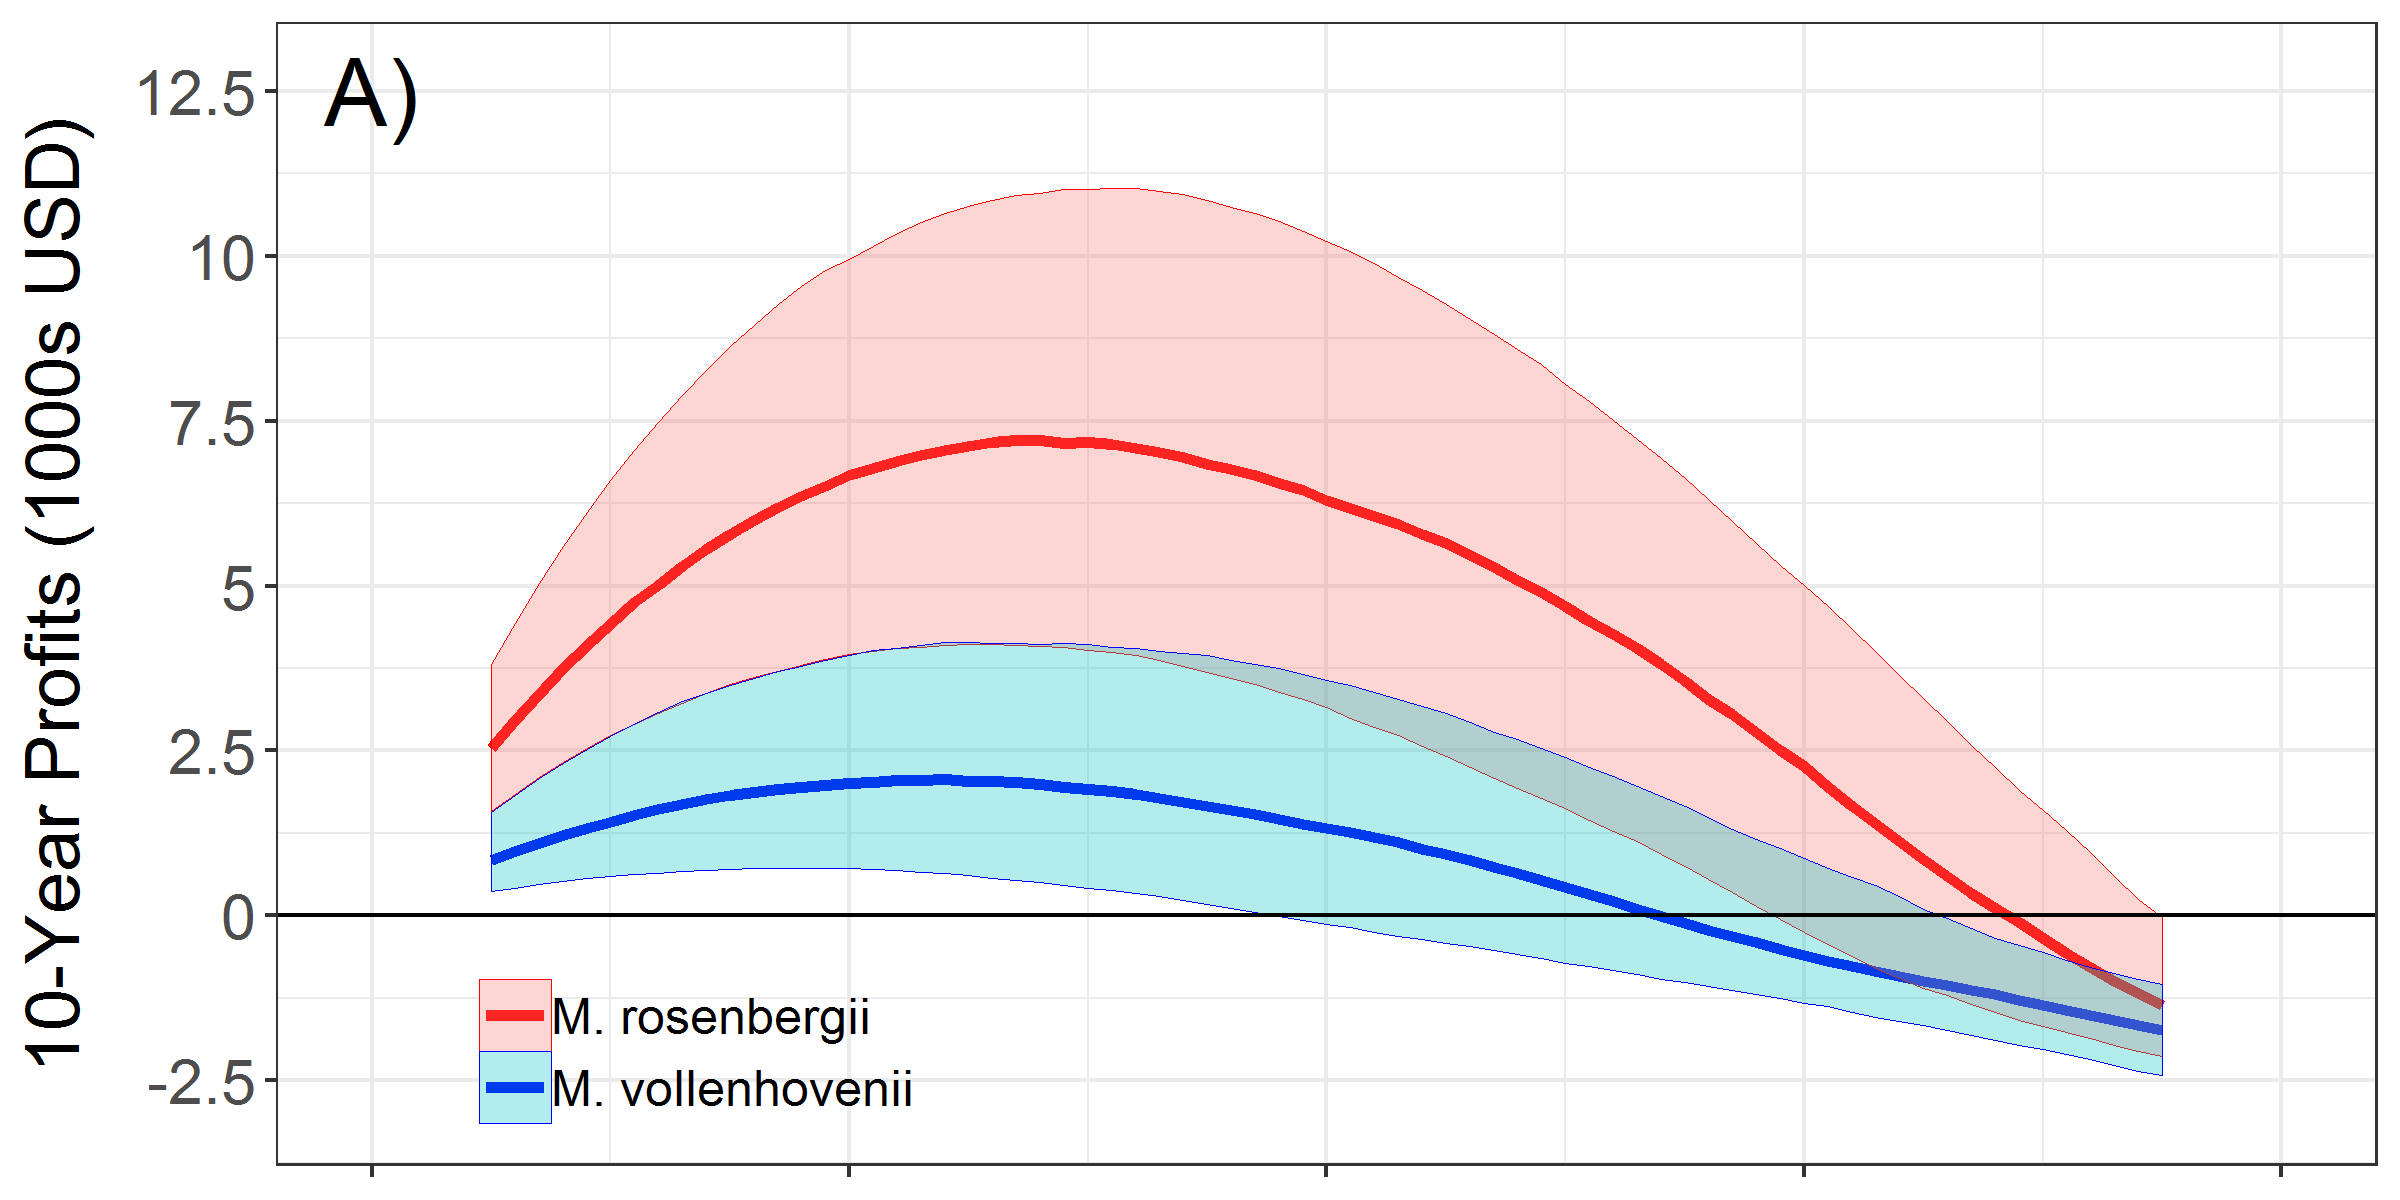 A)
10-Year Profits (1000s USD)
12.5
10
7.5
5
2.5
0
-2.5
M. rosenbergii
M. vollenhovenii